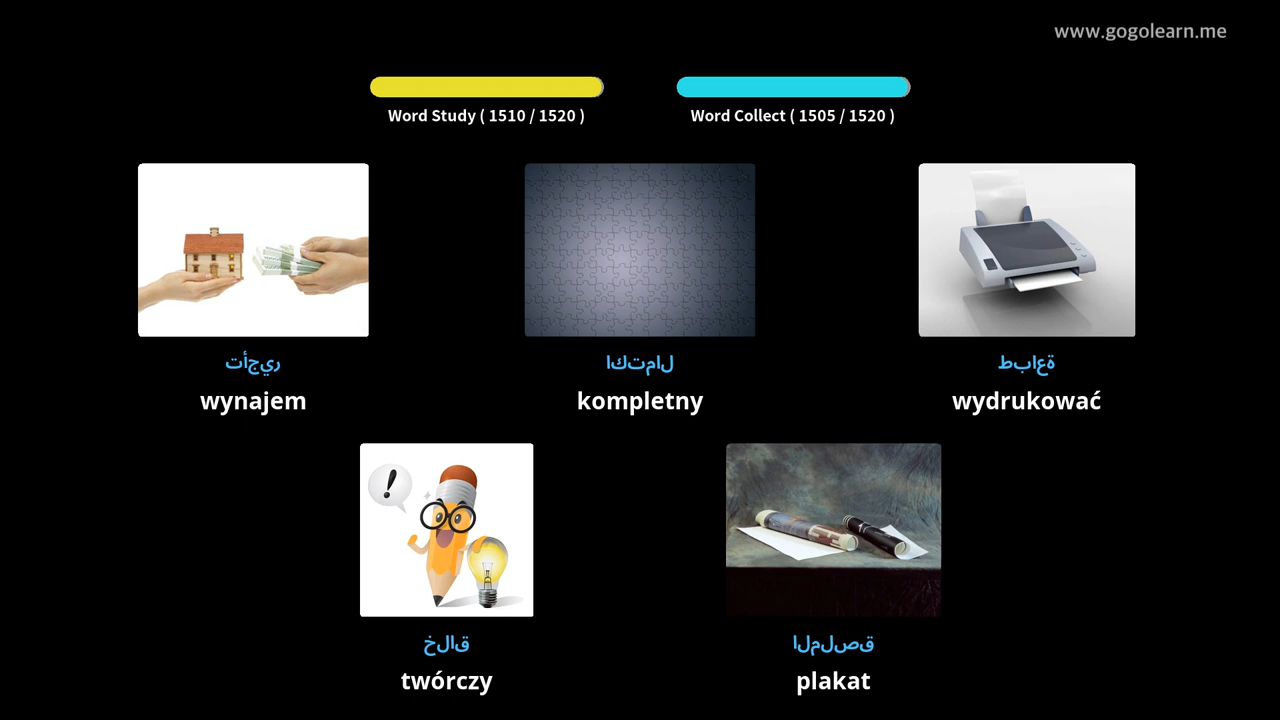 www.gogolearn.me
Word Study ( 1510 / 1520 )
Word Collect ( 1505 / 1520 )
تأجير
wynajem
اكتمال
kompletny
طباعة
wydrukować
خلاق
twórczy
الملصق
plakat